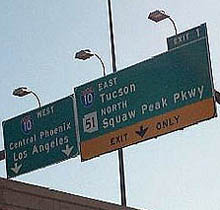 WEST
10
Central Phoenix
Los Angeles
EXIT 1
EAST
10 Tucson
NORTH
51 Squaw Peak Pkwy
EXIT ONLY